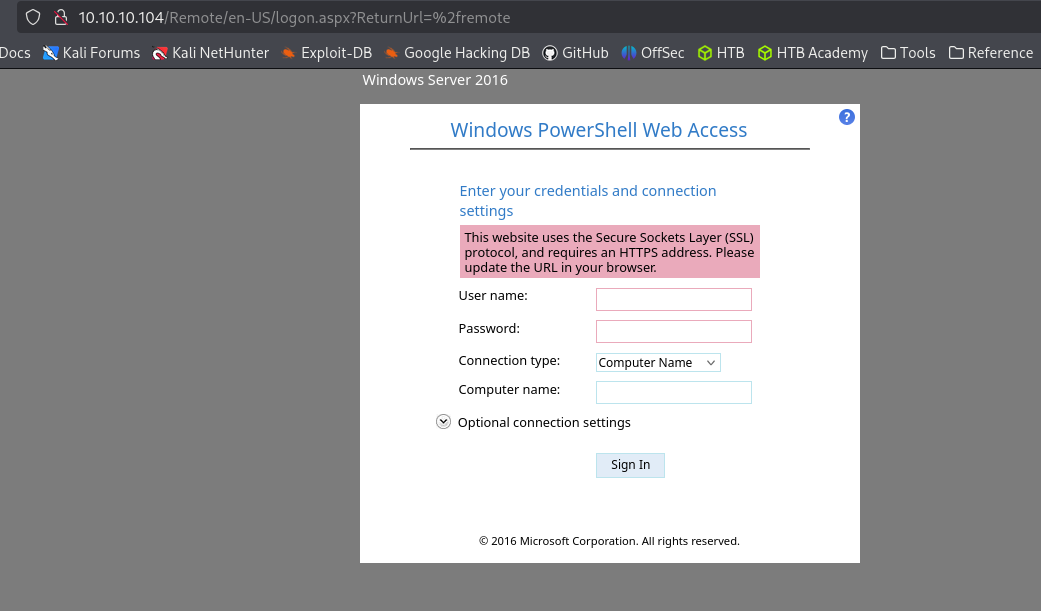 10.10.10.104/Remote/en-US/logon.aspx?ReturnUrl=%2fremote
Docs Kali Forums Kali NetHunter Exploit-DB Google Hacking DB GitHub OffSec HTB HTB Academy Tools Reference
Windows Server 2016
?
Windows PowerShell Web Access
Enter your credentials and connection
settings
This website uses the Secure Sockets Layer (SSL)
protocol, and requires an HTTPS address. Please
update the URL in your browser.
User name:
Password:
Connection type: Computer Name
Computer name:
Optional connection settings
Sign In
© 2016 Microsoft Corporation. All rights reserved.